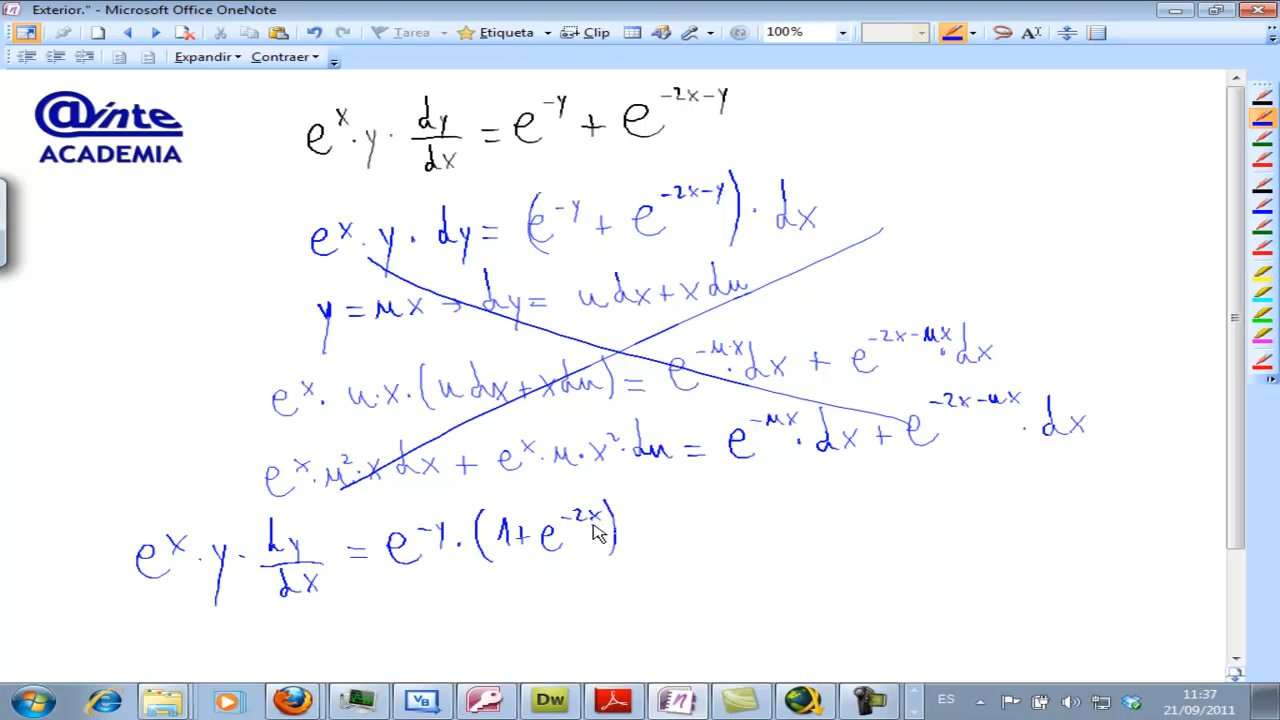 Exterior." - Microsoft Office OneNote
Tarea Etiqueta Clip 100%
Expandir Contraer
@inte
ACADEMIA
e^x · y · dy/dx = e^(-y) + e^(-2x-y)
e^x · y · dy = (e^(-y) + e^(-2x-y)) · dx
y = ux → dy = u dx + x du
e^x · u·x·(u dx + x du) = e^(-u·x) · dx + e^(-2x-u·x) · dx
e^x · u² · x dx + e^x · u · x² · du = e^(-ux) · dx + e^(-2x-ux) · dx
e^x · y · dy/dx = e^(-y) · (1 + e^(-2x))
VB Dw ES 11:37
21/09/2011